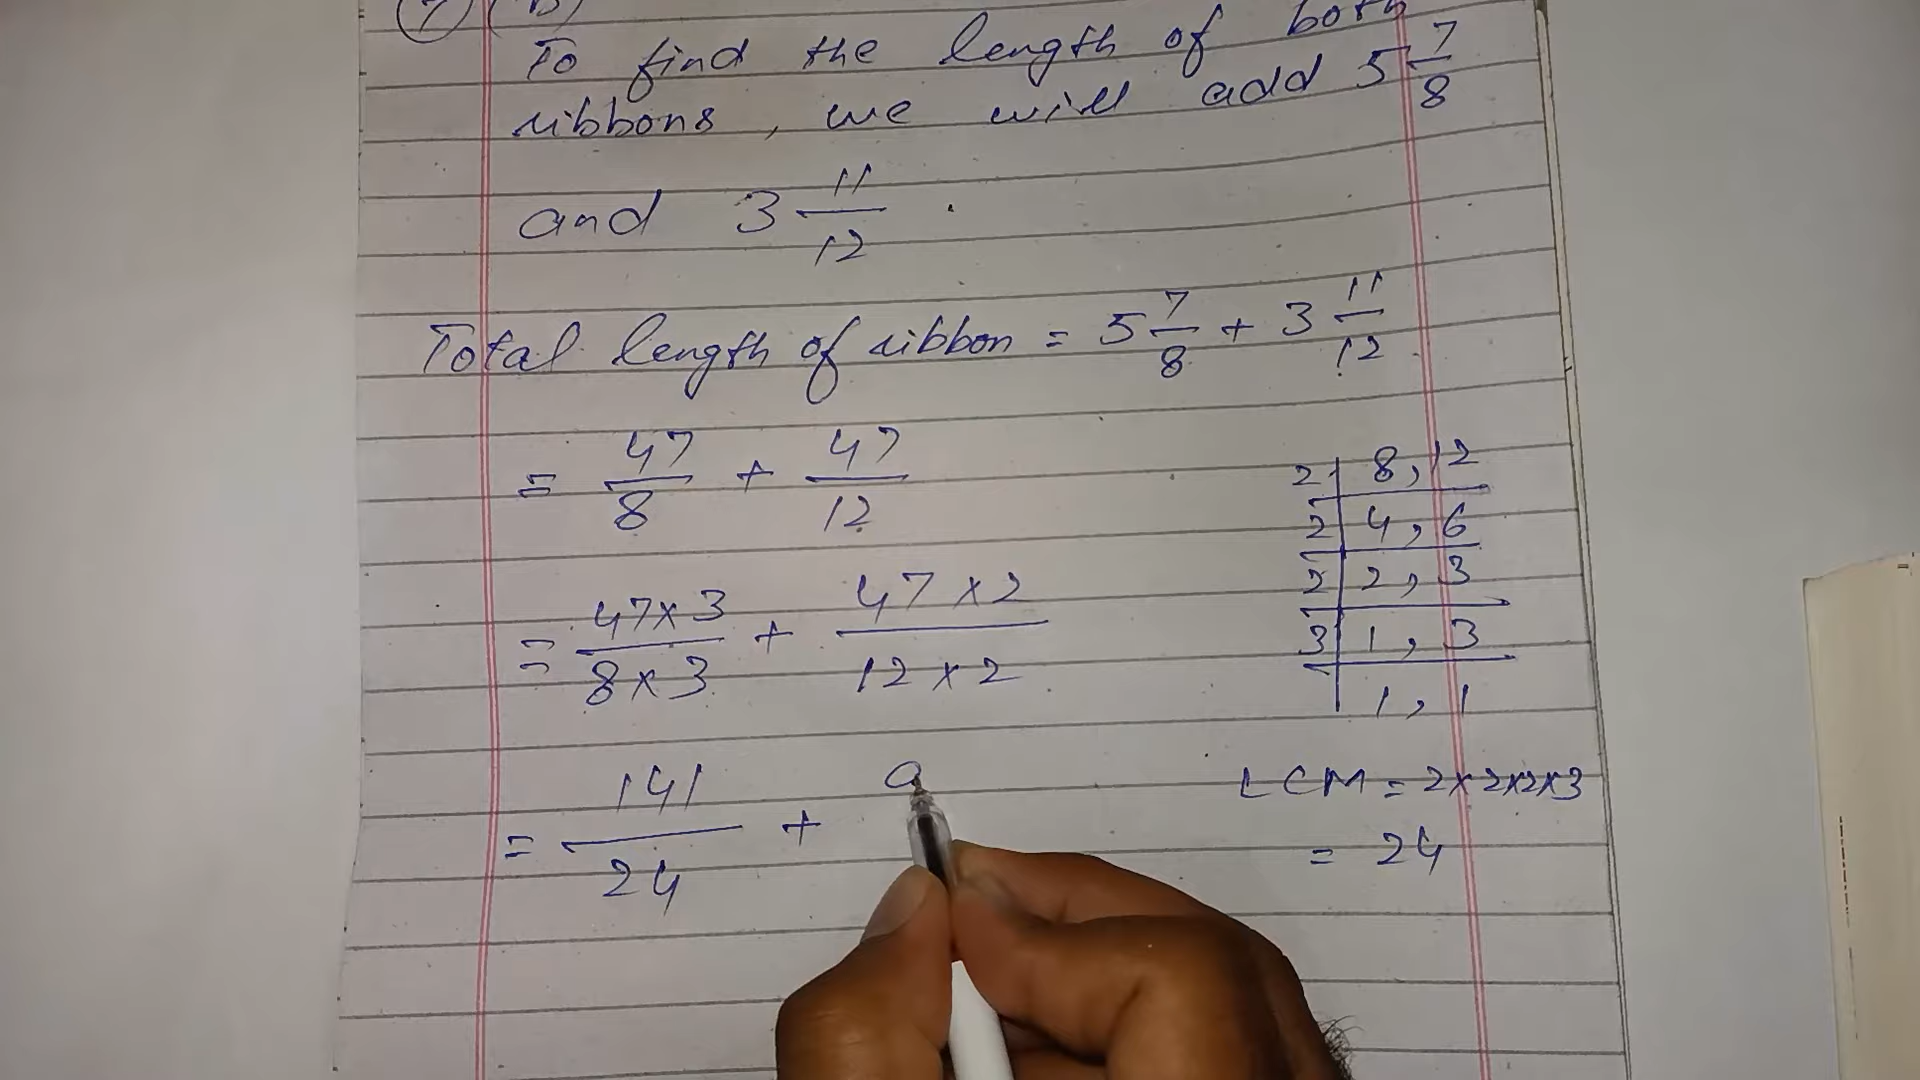 7 (B)
To find the length of both
ribbons, we will add 5 7/8
and 3 11/12 .
Total length of ribbon = 5 7/8 + 3 11/12
= 47/8 + 47/12
= 47×3/8×3 + 47×2/12×2
= 141/24 + 9
2 | 8, 12
2 | 4, 6
2 | 2, 3
3 | 1, 3
1, 1
LCM = 2×2×2×3
= 24